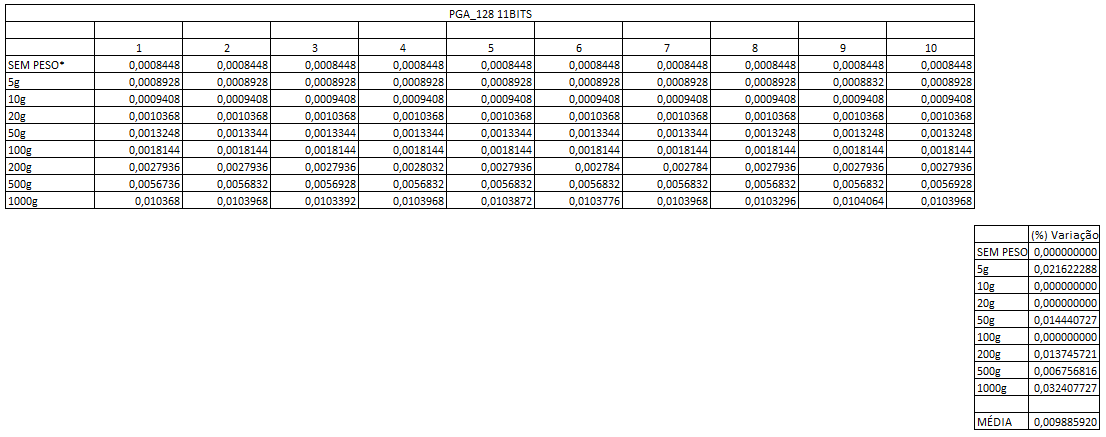 PGA_128 11BITS
1 2 3 4 5 6 7 8 9 10
SEM PESO* 0,0008448 0,0008448 0,0008448 0,0008448 0,0008448 0,0008448 0,0008448 0,0008448 0,0008448 0,0008448
5g 0,0008928 0,0008928 0,0008928 0,0008928 0,0008928 0,0008928 0,0008928 0,0008928 0,0008832 0,0008928
10g 0,0009408 0,0009408 0,0009408 0,0009408 0,0009408 0,0009408 0,0009408 0,0009408 0,0009408 0,0009408
20g 0,0010368 0,0010368 0,0010368 0,0010368 0,0010368 0,0010368 0,0010368 0,0010368 0,0010368 0,0010368
50g 0,0013248 0,0013344 0,0013344 0,0013344 0,0013344 0,0013344 0,0013344 0,0013248 0,0013248 0,0013248
100g 0,0018144 0,0018144 0,0018144 0,0018144 0,0018144 0,0018144 0,0018144 0,0018144 0,0018144 0,0018144
200g 0,0027936 0,0027936 0,0027936 0,0028032 0,0027936 0,002784 0,002784 0,0027936 0,0027936 0,0027936
500g 0,0056736 0,0056832 0,0056928 0,0056832 0,0056832 0,0056832 0,0056832 0,0056832 0,0056832 0,0056928
1000g 0,010368 0,0103968 0,0103392 0,0103968 0,0103872 0,0103776 0,0103968 0,0103296 0,0104064 0,0103968
(%) Variação
SEM PESO 0,000000000
5g 0,021622288
10g 0,000000000
20g 0,000000000
50g 0,014440727
100g 0,000000000
200g 0,013745721
500g 0,006756816
1000g 0,032407727
MÉDIA 0,009885920